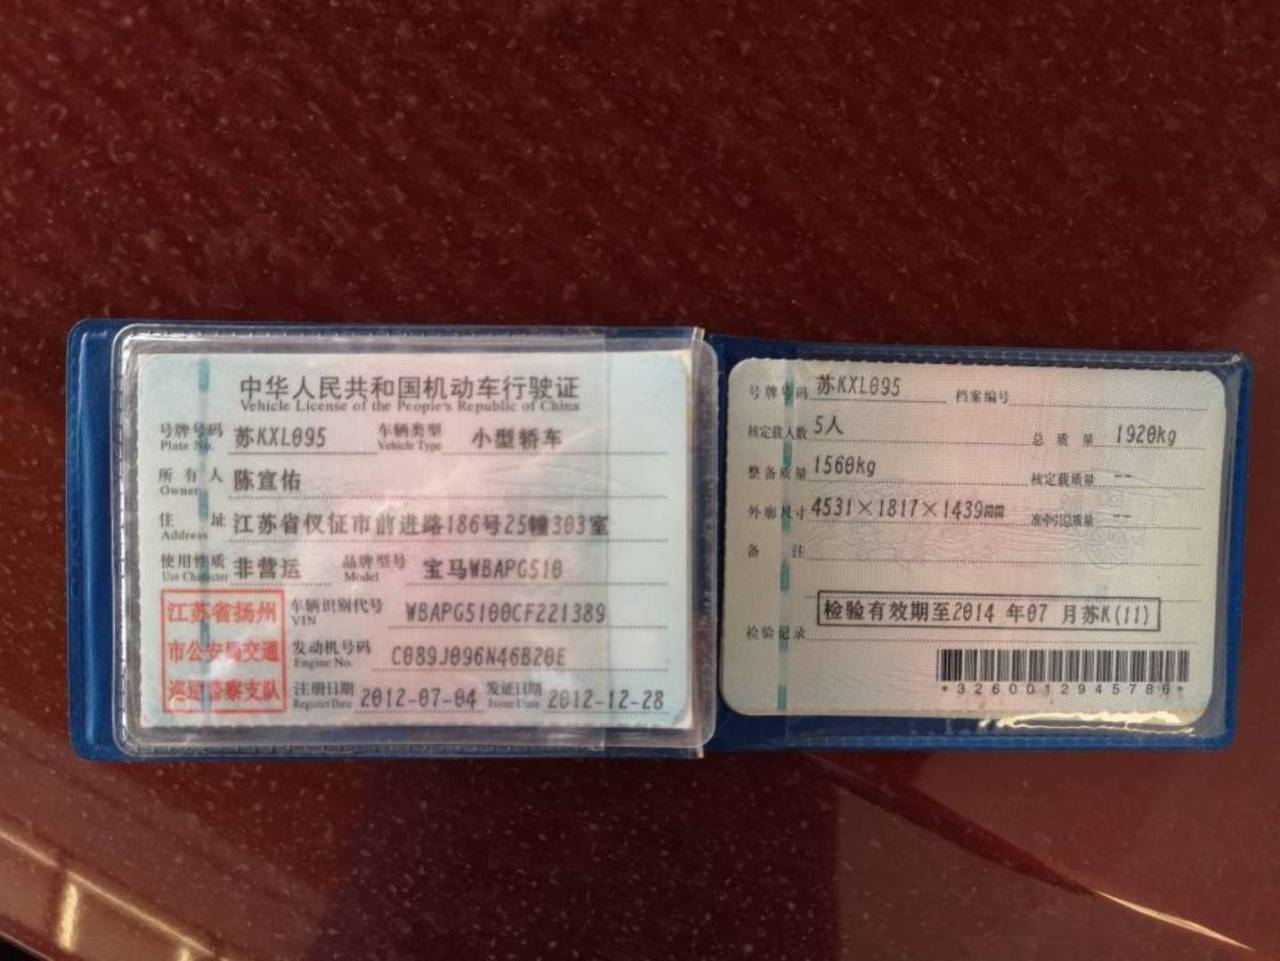 中华人民共和国机动车行驶证
Vehicle License of the People's Republic of China
号牌号码 苏KXL095 车辆类型 小型轿车
Plate No. Vehicle Type
所有人 陈宣佑
Owner
住址 江苏省仪征市前进路186号25幢303室
Address
使用性质 非营运 品牌型号 宝马WBAPG510
Use Character Model
江苏省扬州
市公安局交通
巡逻警察支队
车辆识别代号 WBAPG5100CF221389
VIN
发动机号码 C089J096N46B20E
Engine No.
注册日期 2012-07-04 发证日期 2012-12-28
Register Date Issue Date
号牌号码 苏KXL095 档案编号
核定载人数 5人 总质量 1920kg
整备质量 1560kg 核定载质量 --
外廓尺寸 4531×1817×1439mm 准牵引总质量 --
备注
检验有效期至2014 年07 月苏K(11)
检验记录
*3260012945786*